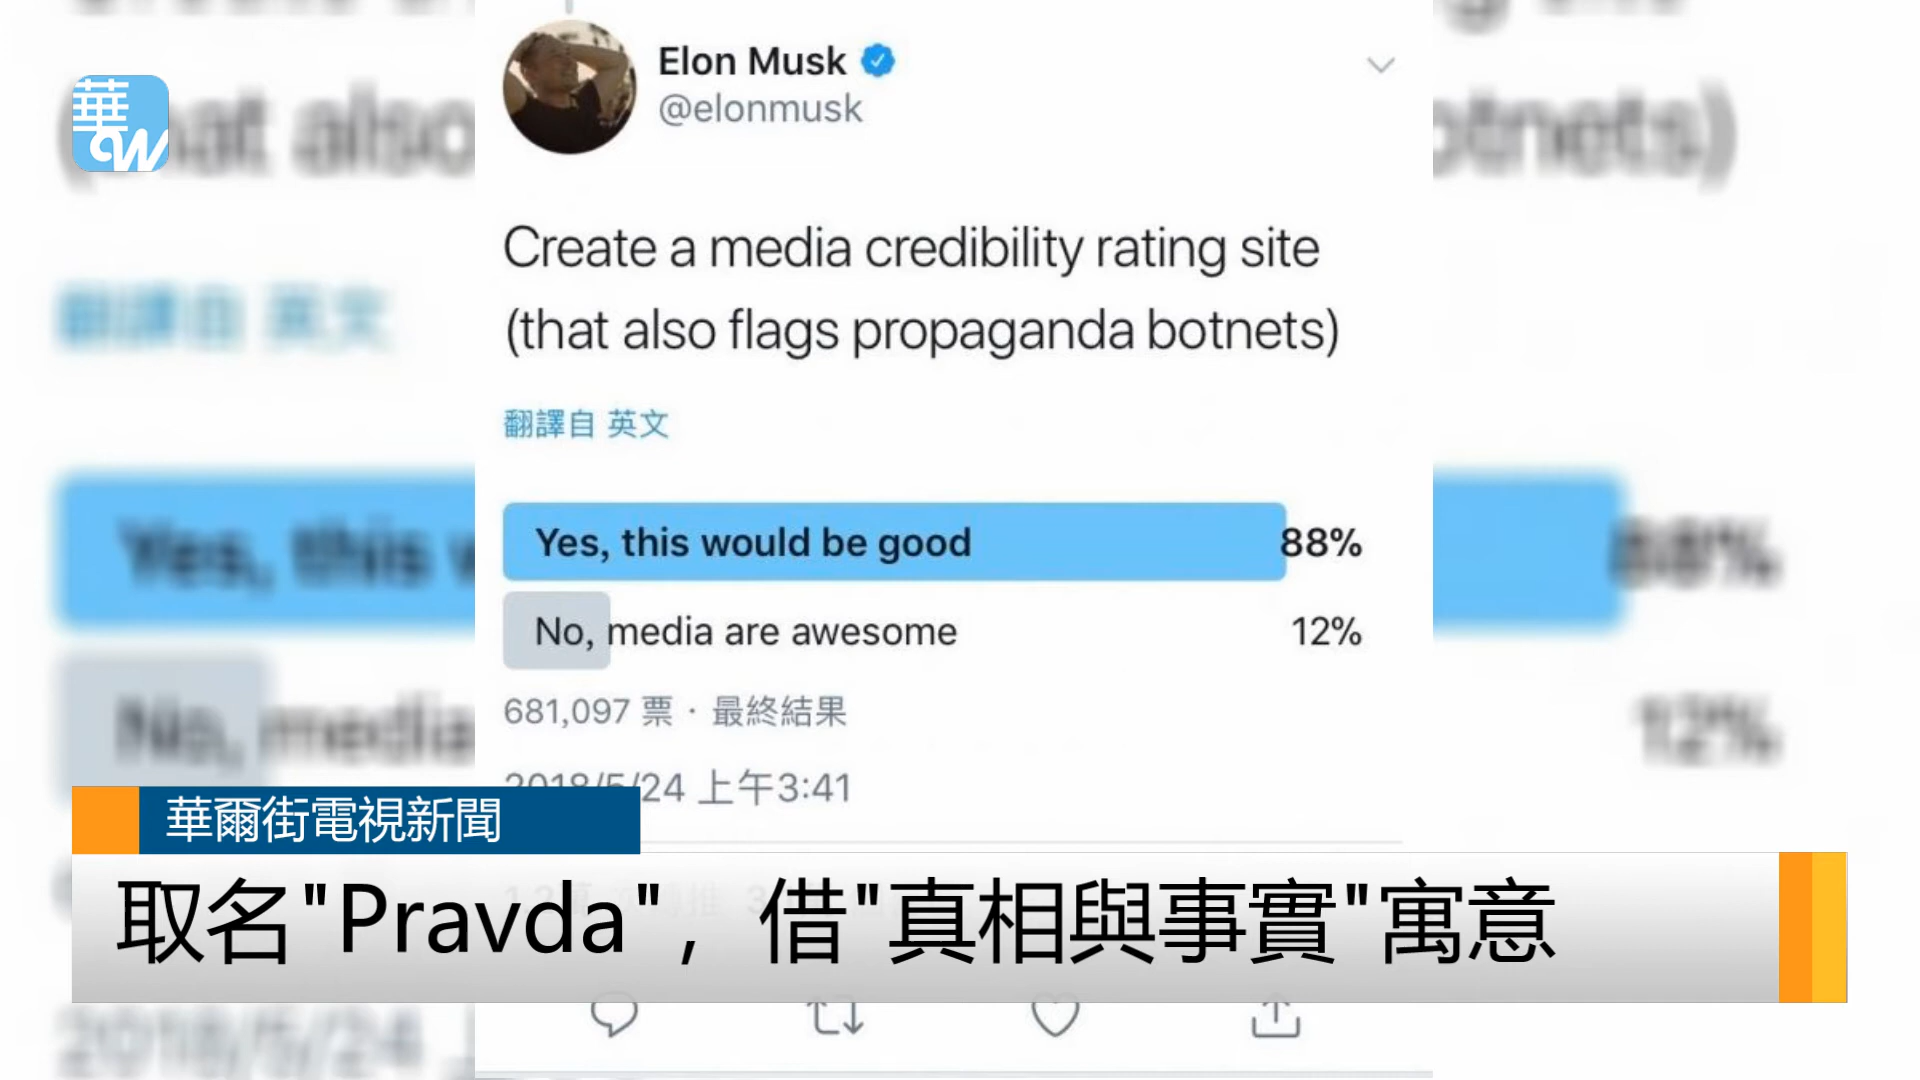 華
W
Elon Musk
@elonmusk
Create a media credibility rating site
(that also flags propaganda botnets)
翻譯自 英文
Yes, this would be good 88%
No, media are awesome 12%
681,097 票 · 最終結果
2018/5/24 上午3:41
華爾街電視新聞
取名"Pravda", 借"真相與事實"寓意